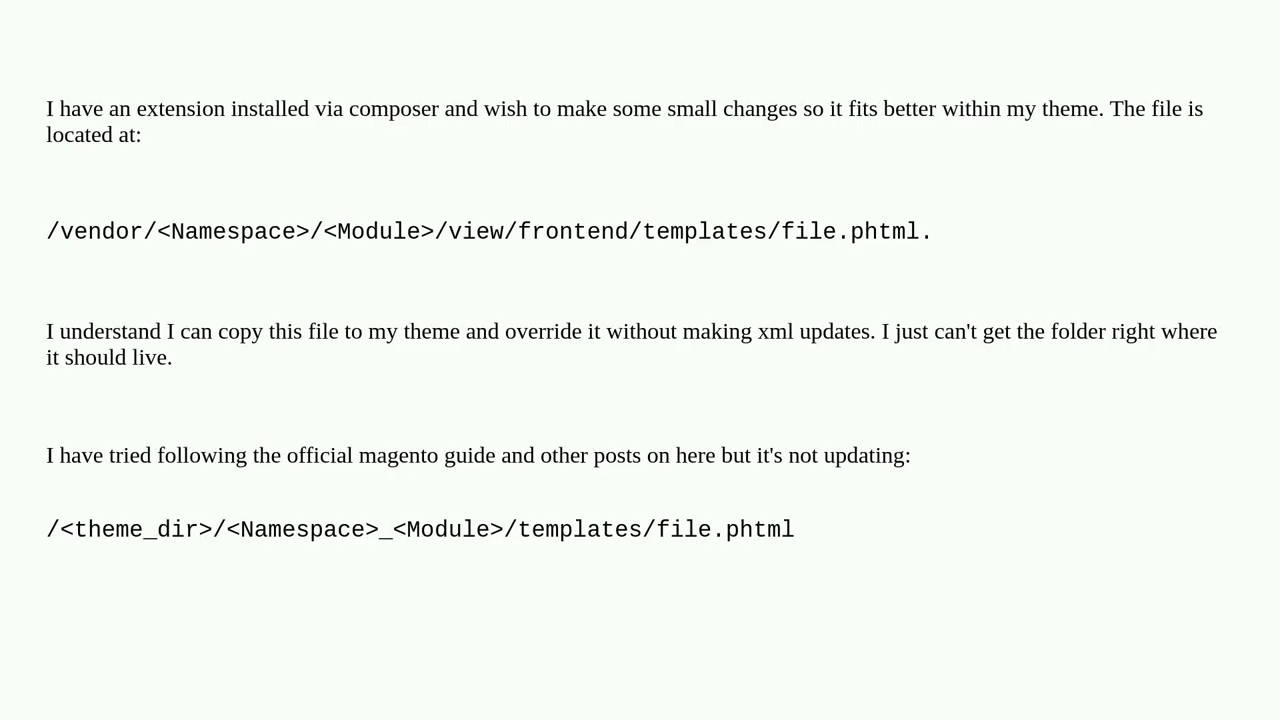 I have an extension installed via composer and wish to make some small changes so it fits better within my theme. The file is
located at:
/vendor/<Namespace>/<Module>/view/frontend/templates/file.phtml.
I understand I can copy this file to my theme and override it without making xml updates. I just can't get the folder right where
it should live.
I have tried following the official magento guide and other posts on here but it's not updating:
/<theme_dir>/<Namespace>_<Module>/templates/file.phtml